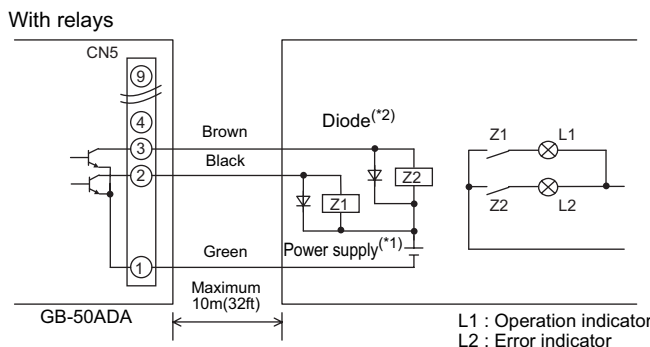 With relays
CN5
9
4
3
2
1
Brown
Black
Green
Diode(*2)
Z2
Z1
Power supply(*1)
Z1
L1
Z2
L2
Maximum
10m(32ft)
GB-50ADA
L1 : Operation indicator
L2 : Error indicator